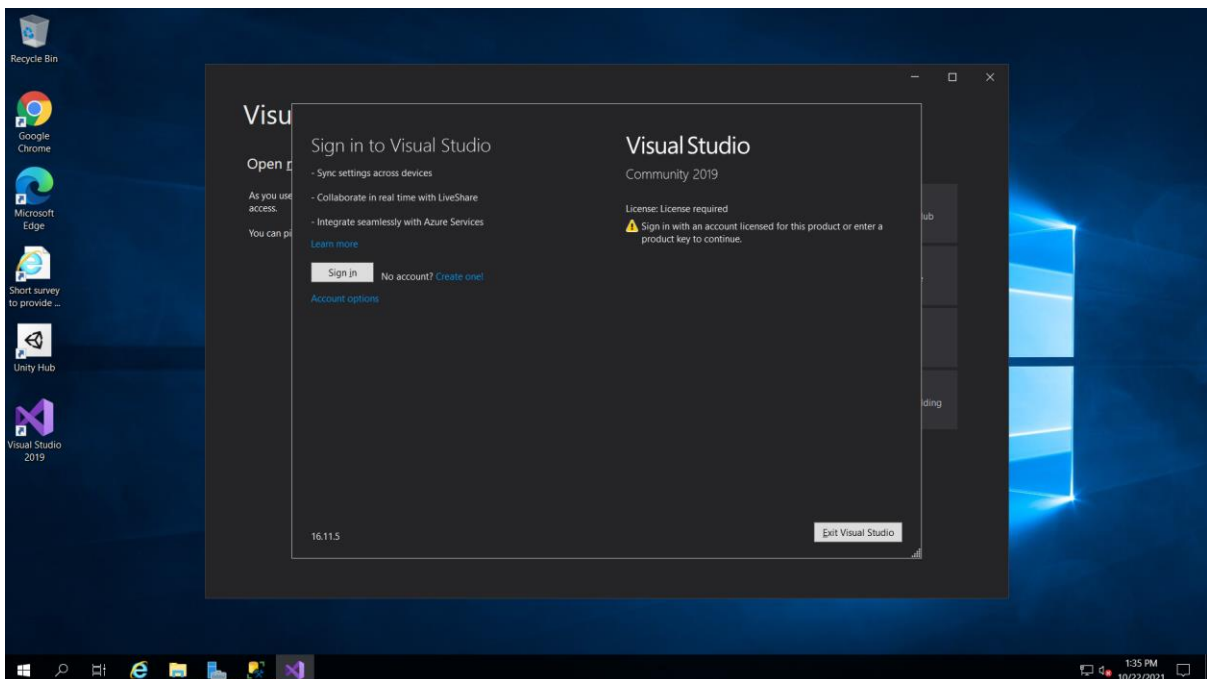 Recycle Bin
Google
Chrome
Microsoft
Edge
Short survey
to provide ...
Unity Hub
Visual Studio
2019
Visu
Open r
As you use
access.
You can pi
Sign in to Visual Studio
- Sync settings across devices
- Collaborate in real time with LiveShare
- Integrate seamlessly with Azure Services
Learn more
Sign in
No account? Create one!
Account options
16.11.5
Visual Studio
Community 2019
License: License required
Sign in with an account licensed for this product or enter a
product key to continue.
Exit Visual Studio
lub
lding
1:35 PM
10/22/2021